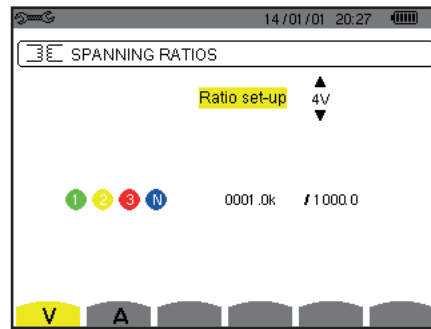 14/01/01 20:27
SPANNING RATIOS
Ratio set-up 4V
1 2 3 N 0001.0k / 1000.0
V A